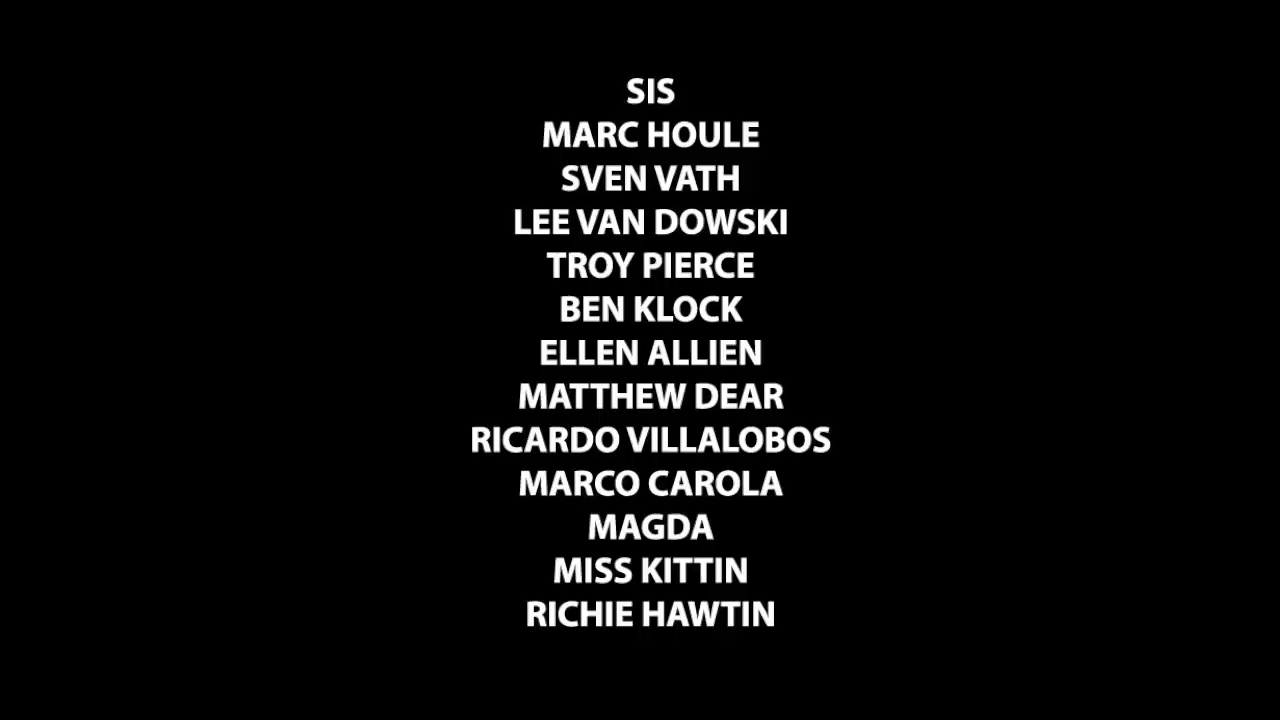 SIS
MARC HOULE
SVEN VATH
LEE VAN DOWSKI
TROY PIERCE
BEN KLOCK
ELLEN ALLIEN
MATTHEW DEAR
RICARDO VILLALOBOS
MARCO CAROLA
MAGDA
MISS KITTIN
RICHIE HAWTIN